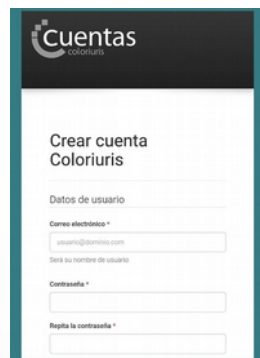 Cuentas
coloriuris
Crear cuenta
Coloriuris
Datos de usuario
Correo electrónico *
usuario@dominio.com
Será su nombre de usuario
Contraseña *
Repita la contraseña *